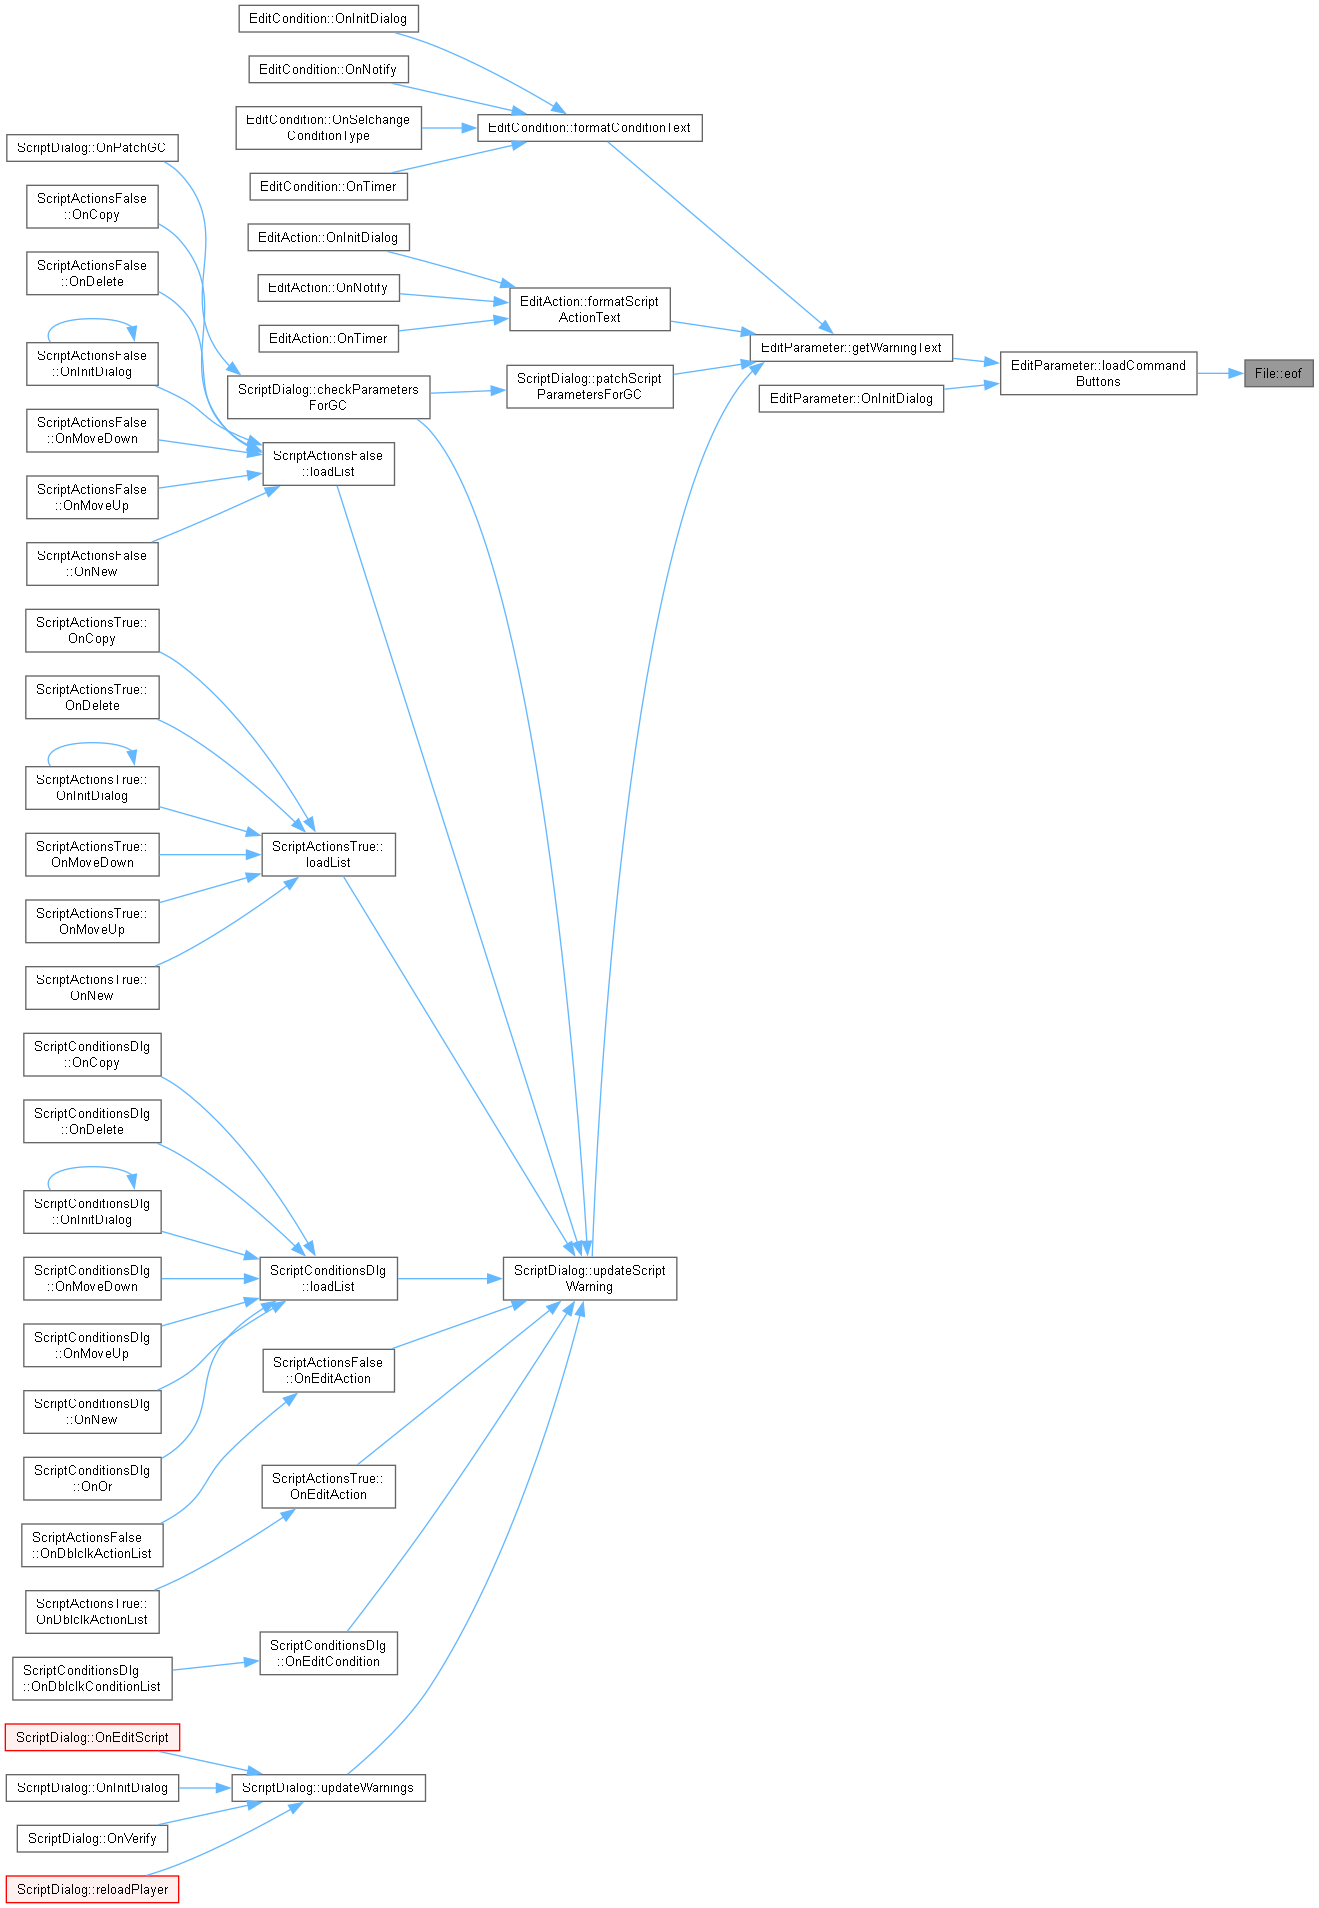 EditCondition::OnInitDialog
EditCondition::OnNotify
EditCondition::OnSelchange
ConditionType
EditCondition::formatConditionText
ScriptDialog::OnPatchGC
EditCondition::OnTimer
ScriptActionsFalse
::OnCopy
EditAction::OnInitDialog
ScriptActionsFalse
::OnDelete
EditAction::OnNotify
EditAction::formatScript
ActionText
EditAction::OnTimer
EditParameter::getWarningText
ScriptActionsFalse
::OnInitDialog
EditParameter::loadCommand
Buttons
File::eof
ScriptDialog::patchScript
ParametersForGC
ScriptDialog::checkParameters
ForGC
EditParameter::OnInitDialog
ScriptActionsFalse
::OnMoveDown
ScriptActionsFalse
::loadList
ScriptActionsFalse
::OnMoveUp
ScriptActionsFalse
::OnNew
ScriptActionsTrue::
OnCopy
ScriptActionsTrue::
OnDelete
ScriptActionsTrue::
OnInitDialog
ScriptActionsTrue::
OnMoveDown
ScriptActionsTrue::
loadList
ScriptActionsTrue::
OnMoveUp
ScriptActionsTrue::
OnNew
ScriptConditionsDlg
::OnCopy
ScriptConditionsDlg
::OnDelete
ScriptConditionsDlg
::OnInitDialog
ScriptConditionsDlg
::OnMoveDown
ScriptConditionsDlg
::loadList
ScriptDialog::updateScript
Warning
ScriptConditionsDlg
::OnMoveUp
ScriptActionsFalse
::OnEditAction
ScriptConditionsDlg
::OnNew
ScriptConditionsDlg
::OnOr
ScriptActionsTrue::
OnEditAction
ScriptActionsFalse
::OnDblclkActionList
ScriptActionsTrue::
OnDblclkActionList
ScriptConditionsDlg
::OnEditCondition
ScriptConditionsDlg
::OnDblclkConditionList
ScriptDialog::OnEditScript
ScriptDialog::OnInitDialog
ScriptDialog::updateWarnings
ScriptDialog::OnVerify
ScriptDialog::reloadPlayer